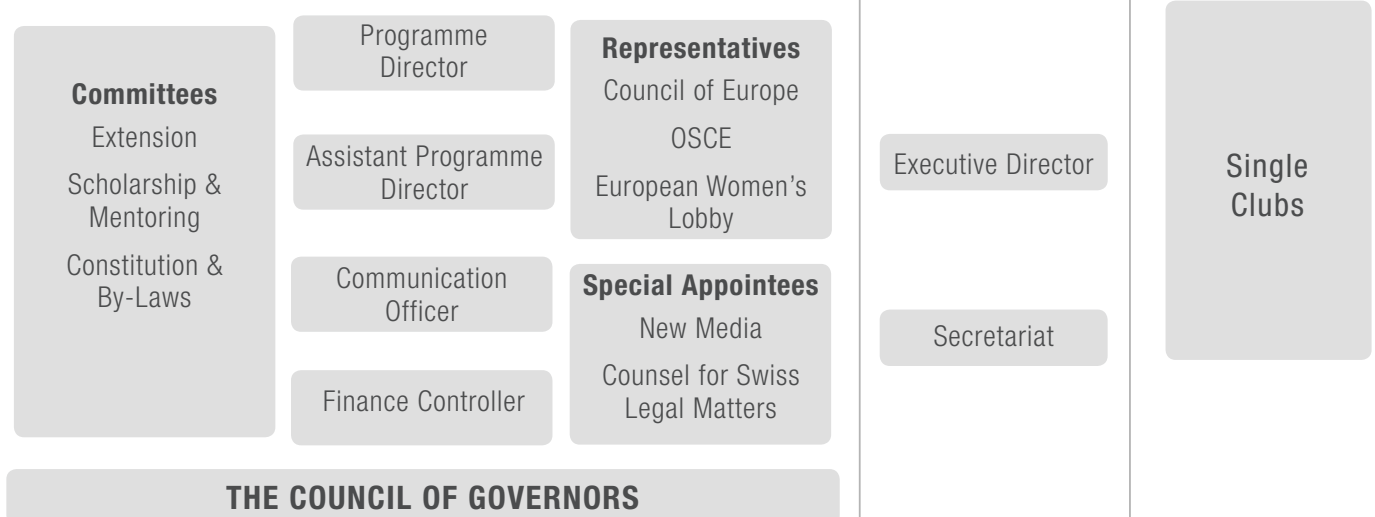 Committees
Extension
Scholarship &
Mentoring
Constitution &
By-Laws
Programme
Director
Assistant Programme
Director
Communication
Officer
Finance Controller
Representatives
Council of Europe
OSCE
European Women's
Lobby
Special Appointees
New Media
Counsel for Swiss
Legal Matters
Executive Director
Secretariat
Single
Clubs
THE COUNCIL OF GOVERNORS